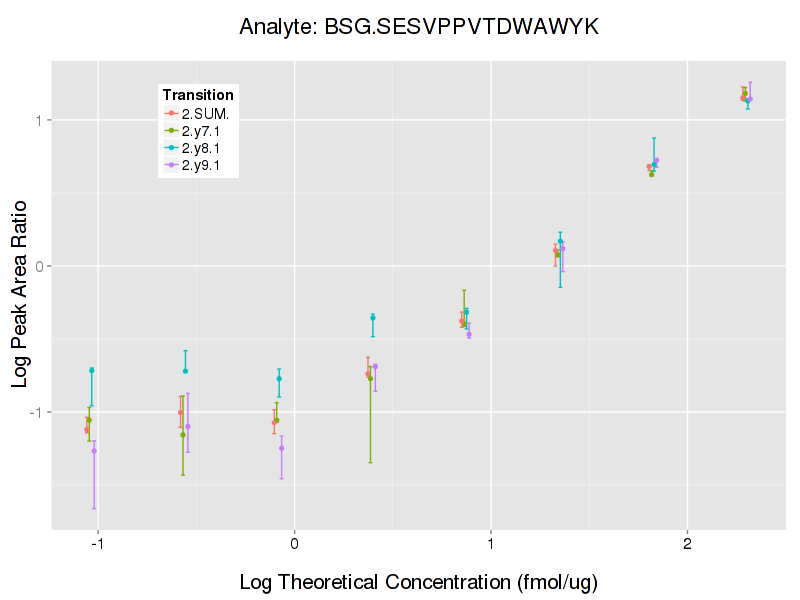 Analyte: BSG.SESVPPVTDWAWYK
Transition
2.SUM.
2.y7.1
2.y8.1
2.y9.1
1
0
-1
Log Peak Area Ratio
-1 0 1 2
Log Theoretical Concentration (fmol/ug)